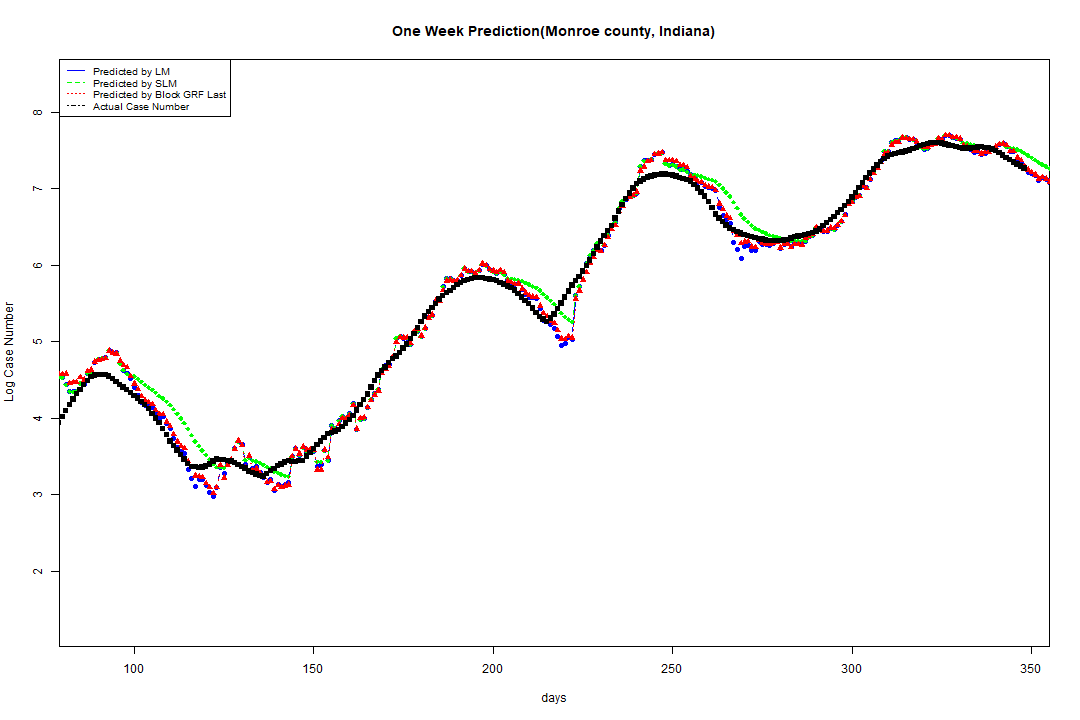 One Week Prediction(Monroe county, Indiana)
Predicted by LM
Predicted by SLM
Predicted by Block GRF Last
Actual Case Number
8
7
6
5
4
3
2
Log Case Number
100 150 200 250 300 350
days